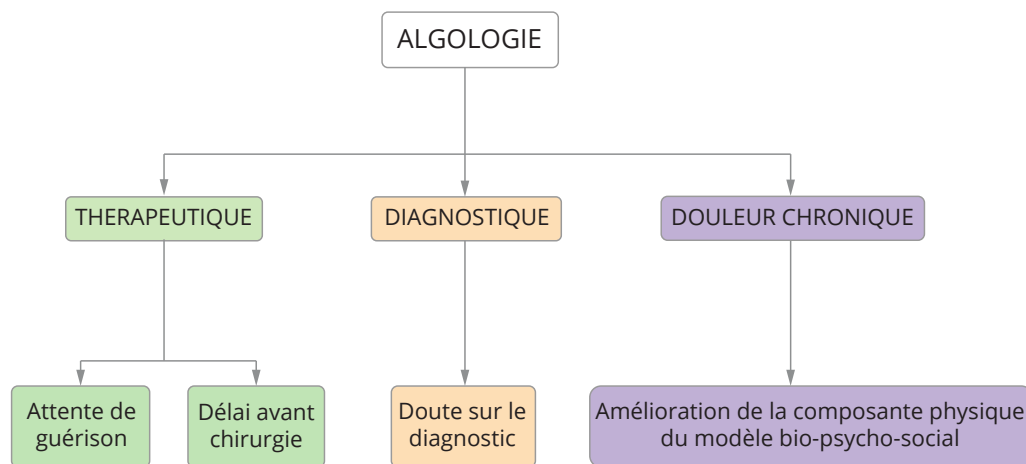 ALGOLOGIE
THERAPEUTIQUE
DIAGNOSTIQUE
DOULEUR CHRONIQUE
Attente de
guérison
Délai avant
chirurgie
Doute sur le
diagnostic
Amélioration de la composante physique
du modèle bio-psycho-social